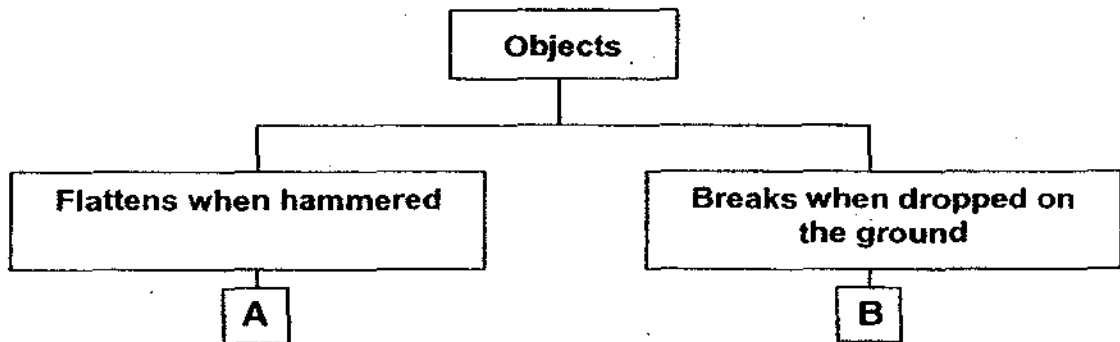 Objects
Flattens when hammered
Breaks when dropped on
the ground
A
B